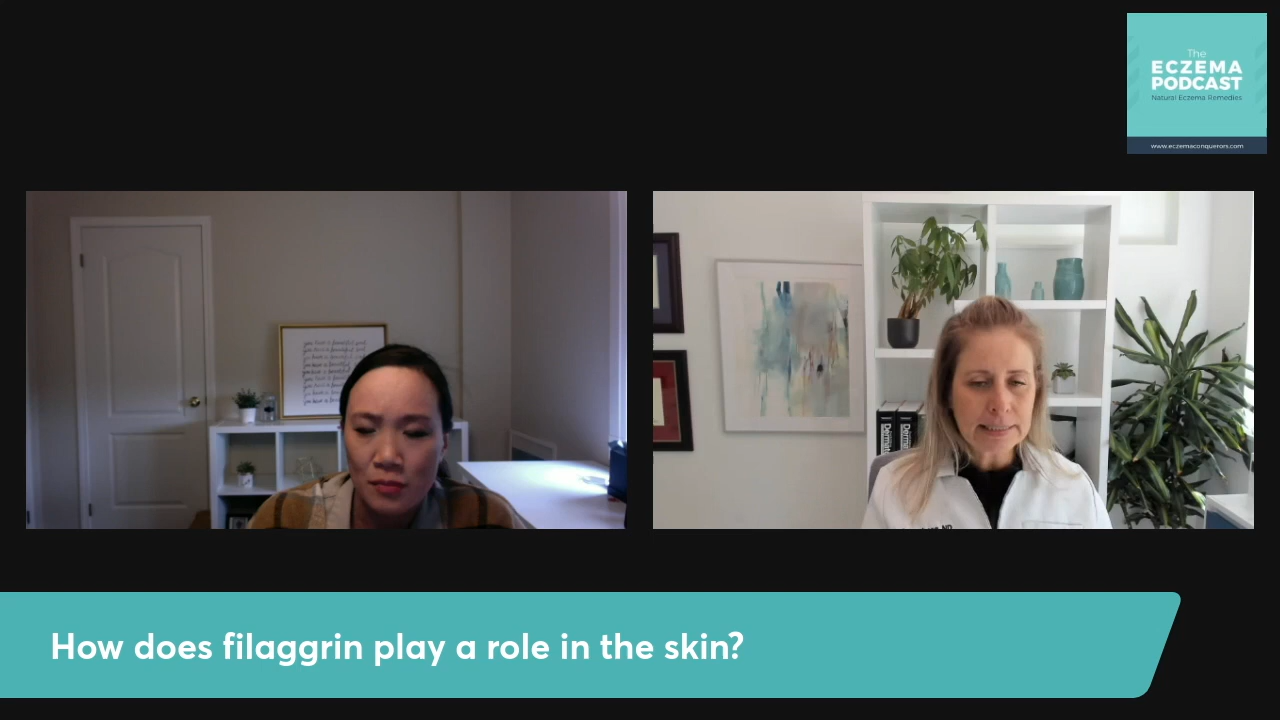 The
ECZEMA
PODCAST
Natural Eczema Remedies
www.eczemaconquerors.com
How does filaggrin play a role in the skin?